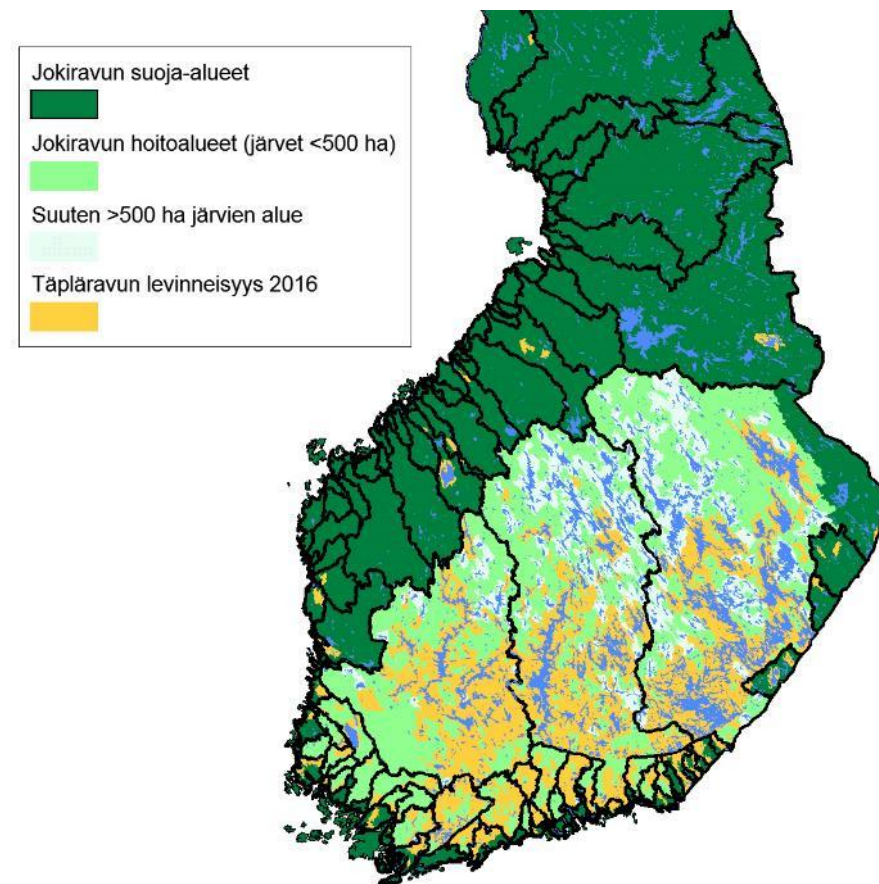 Jokiravun suoja-alueet
Jokiravun hoitoalueet (järvet <500 ha)
Suuten >500 ha järvien alue
Täpläravun levinneisyys 2016